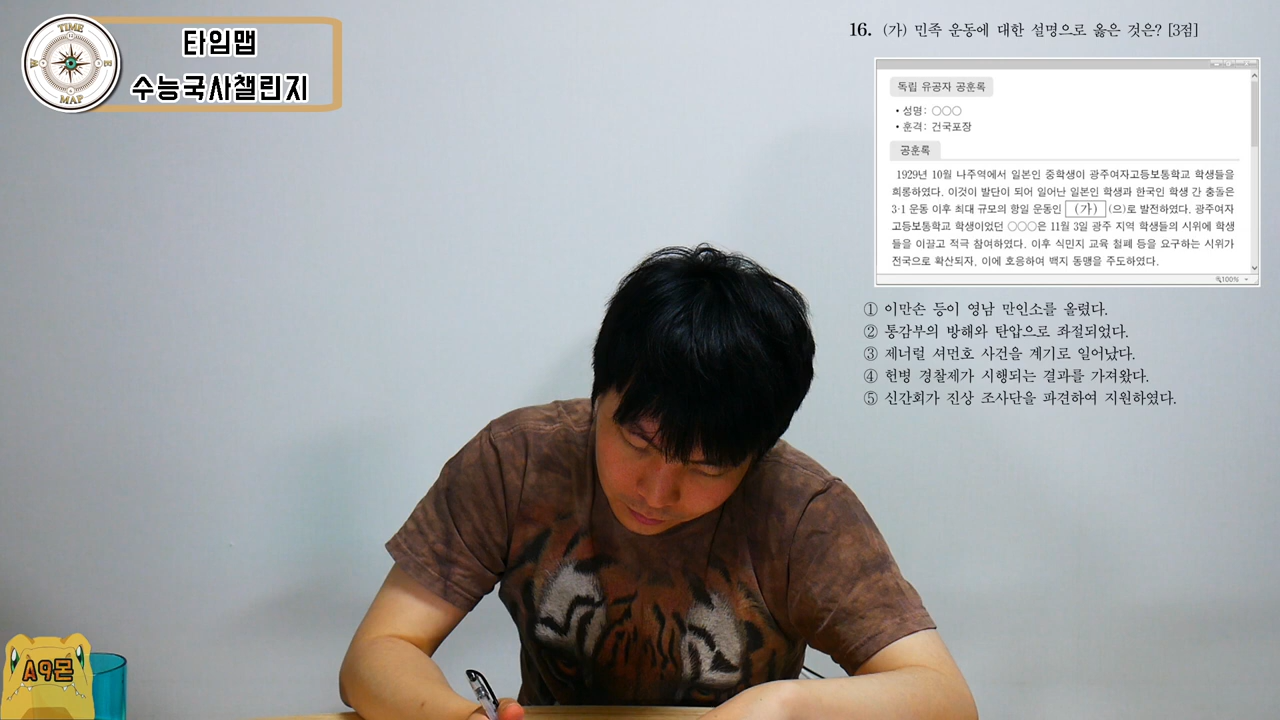 TIME
W
E
MAP
타임맵
수능국사챌린지
16. (가) 민족 운동에 대한 설명으로 옳은 것은? [3점]
독립 유공자 공훈록
• 성명: ○○○
• 훈격: 건국포장
공훈록
1929년 10월 나주역에서 일본인 중학생이 광주여자고등보통학교 학생들을
희롱하였다. 이것이 발단이 되어 일어난 일본인 학생과 한국인 학생 간 충돌은
3·1 운동 이후 최대 규모의 항일 운동인 (가) (으)로 발전하였다. 광주여자
고등보통학교 학생이었던 ○○○은 11월 3일 광주 지역 학생들의 시위에 학생
들을 이끌고 적극 참여하였다. 이후 식민지 교육 철폐 등을 요구하는 시위가
전국으로 확산되자, 이에 호응하여 백지 동맹을 주도하였다.
100%
① 이만손 등이 영남 만인소를 올렸다.
② 통감부의 방해와 탄압으로 좌절되었다.
③ 제너럴 셔먼호 사건을 계기로 일어났다.
④ 헌병 경찰제가 시행되는 결과를 가져왔다.
⑤ 신간회가 진상 조사단을 파견하여 지원하였다.
A9몬